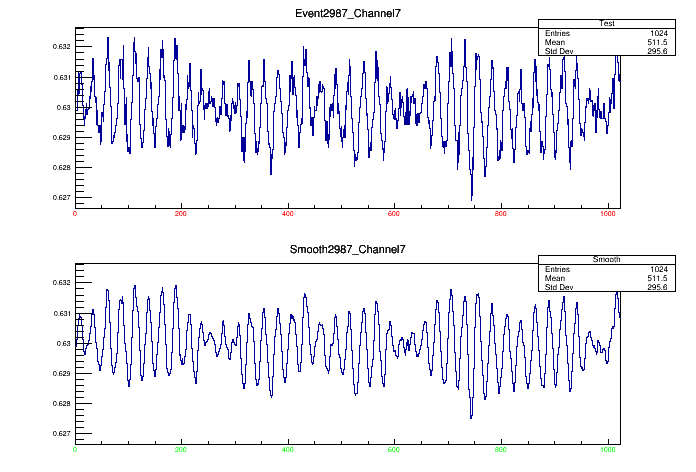 Event2987_Channel7
Test
Entries 1024
Mean 511.5
Std Dev 295.6
0.632
0.631
0.63
0.629
0.628
0.627
0 200 400 600 800 1000
Smooth2987_Channel7
Smooth
Entries 1024
Mean 511.5
Std Dev 295.6
0.632
0.631
0.63
0.629
0.628
0.627
0 200 400 600 800 1000